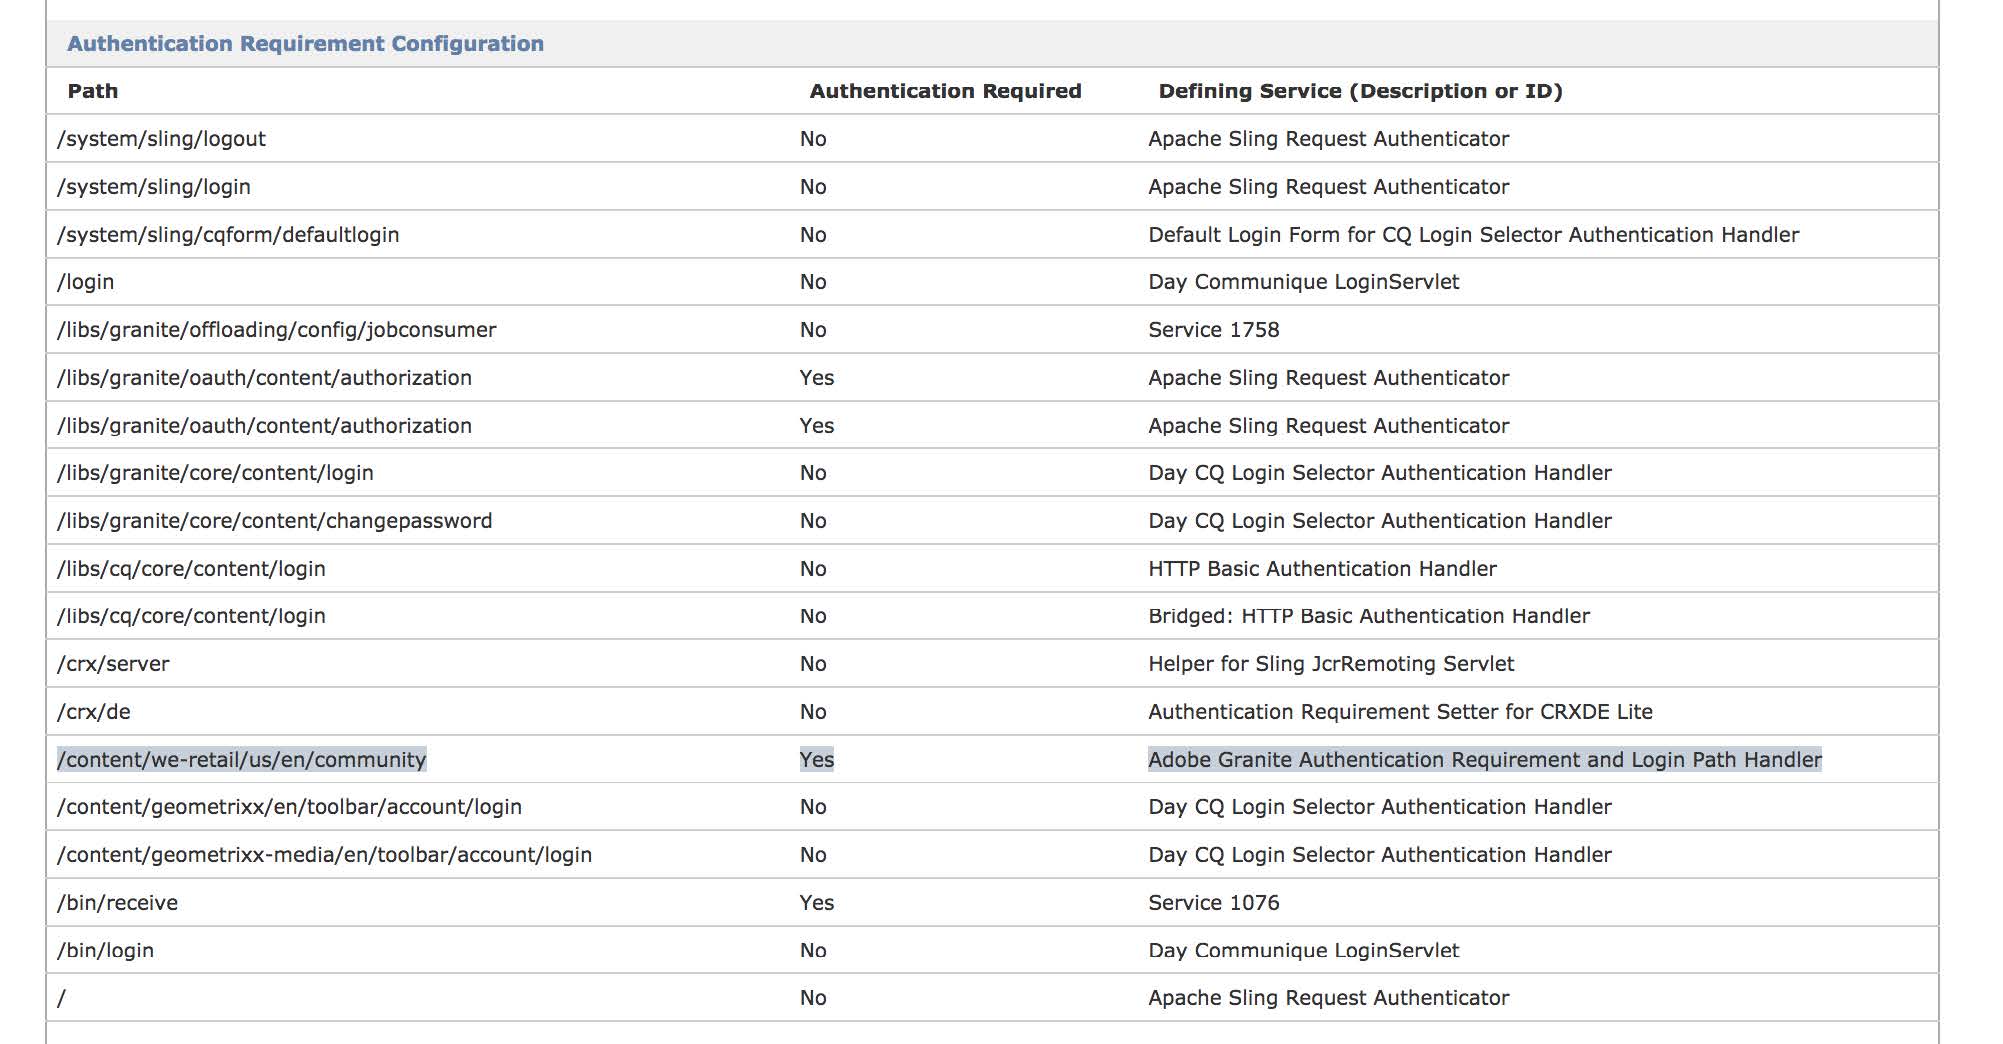 Authentication Requirement Configuration
Path Authentication Required Defining Service (Description or ID)
/system/sling/logout No Apache Sling Request Authenticator
/system/sling/login No Apache Sling Request Authenticator
/system/sling/cqform/defaultlogin No Default Login Form for CQ Login Selector Authentication Handler
/login No Day Communique LoginServlet
/libs/granite/offloading/config/jobconsumer No Service 1758
/libs/granite/oauth/content/authorization Yes Apache Sling Request Authenticator
/libs/granite/oauth/content/authorization Yes Apache Sling Request Authenticator
/libs/granite/core/content/login No Day CQ Login Selector Authentication Handler
/libs/granite/core/content/changepassword No Day CQ Login Selector Authentication Handler
/libs/cq/core/content/login No HTTP Basic Authentication Handler
/libs/cq/core/content/login No Bridged: HTTP Basic Authentication Handler
/crx/server No Helper for Sling JcrRemoting Servlet
/crx/de No Authentication Requirement Setter for CRXDE Lite
/content/we-retail/us/en/community Yes Adobe Granite Authentication Requirement and Login Path Handler
/content/geometrixx/en/toolbar/account/login No Day CQ Login Selector Authentication Handler
/content/geometrixx-media/en/toolbar/account/login No Day CQ Login Selector Authentication Handler
/bin/receive Yes Service 1076
/bin/login No Day Communique LoginServlet
/ No Apache Sling Request Authenticator